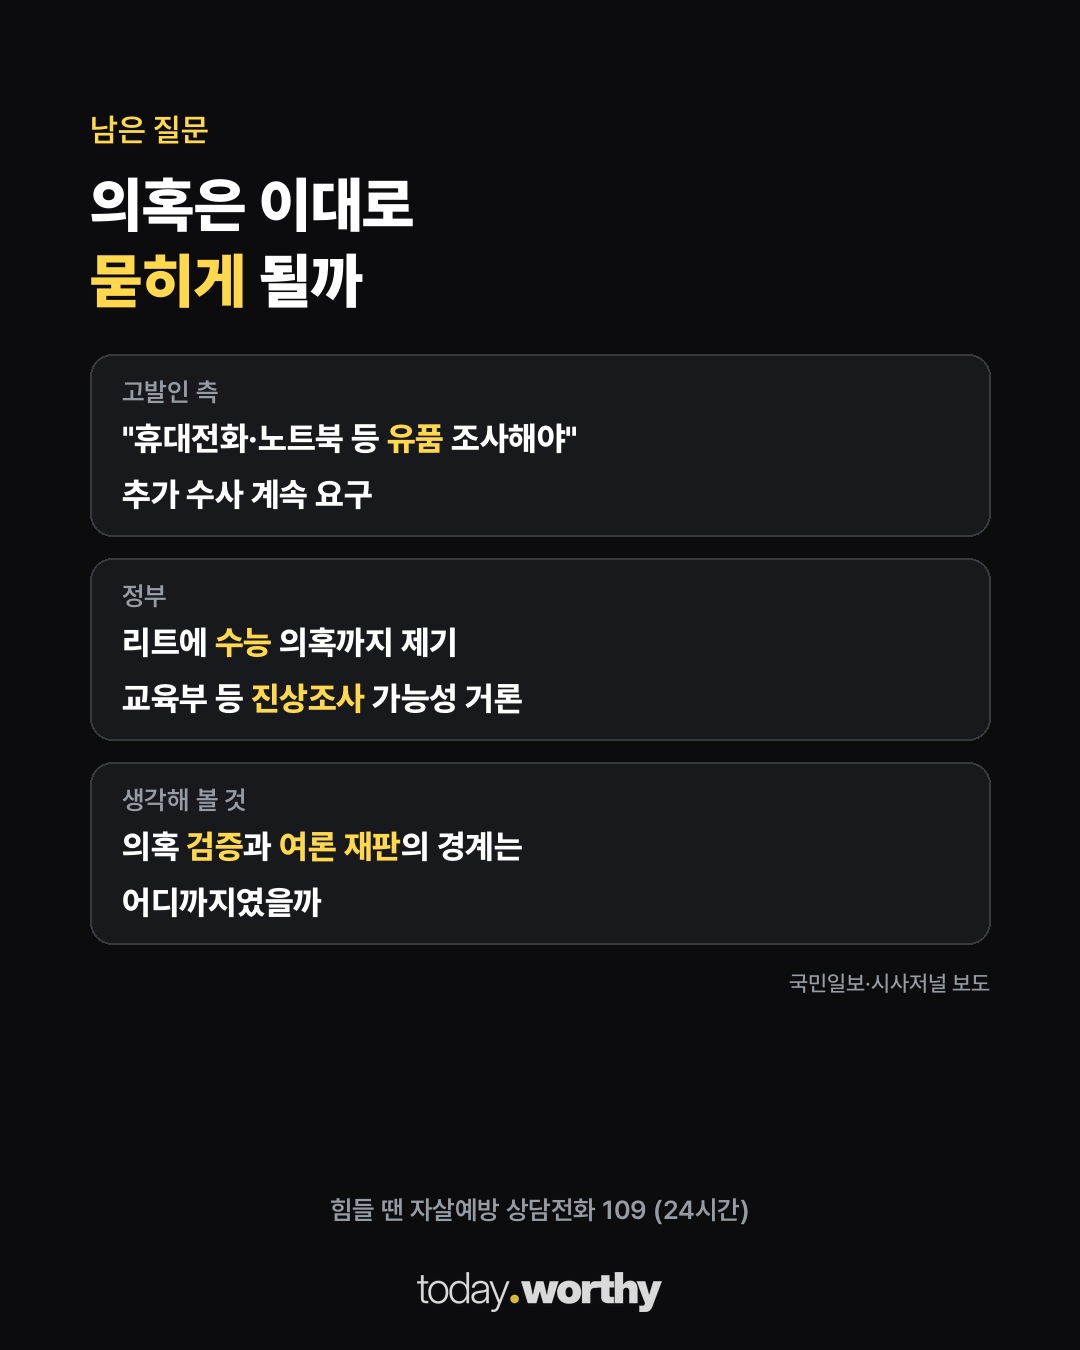 남은 질문
의혹은 이대로
묻히게 될까
고발인 측
"휴대전화·노트북 등 유품 조사해야"
추가 수사 계속 요구
정부
리트에 수능 의혹까지 제기
교육부 등 진상조사 가능성 거론
생각해 볼 것
의혹 검증과 여론 재판의 경계는
어디까지였을까
국민일보·시사저널 보도
힘들 땐 자살예방 상담전화 109 (24시간)
today.worthy